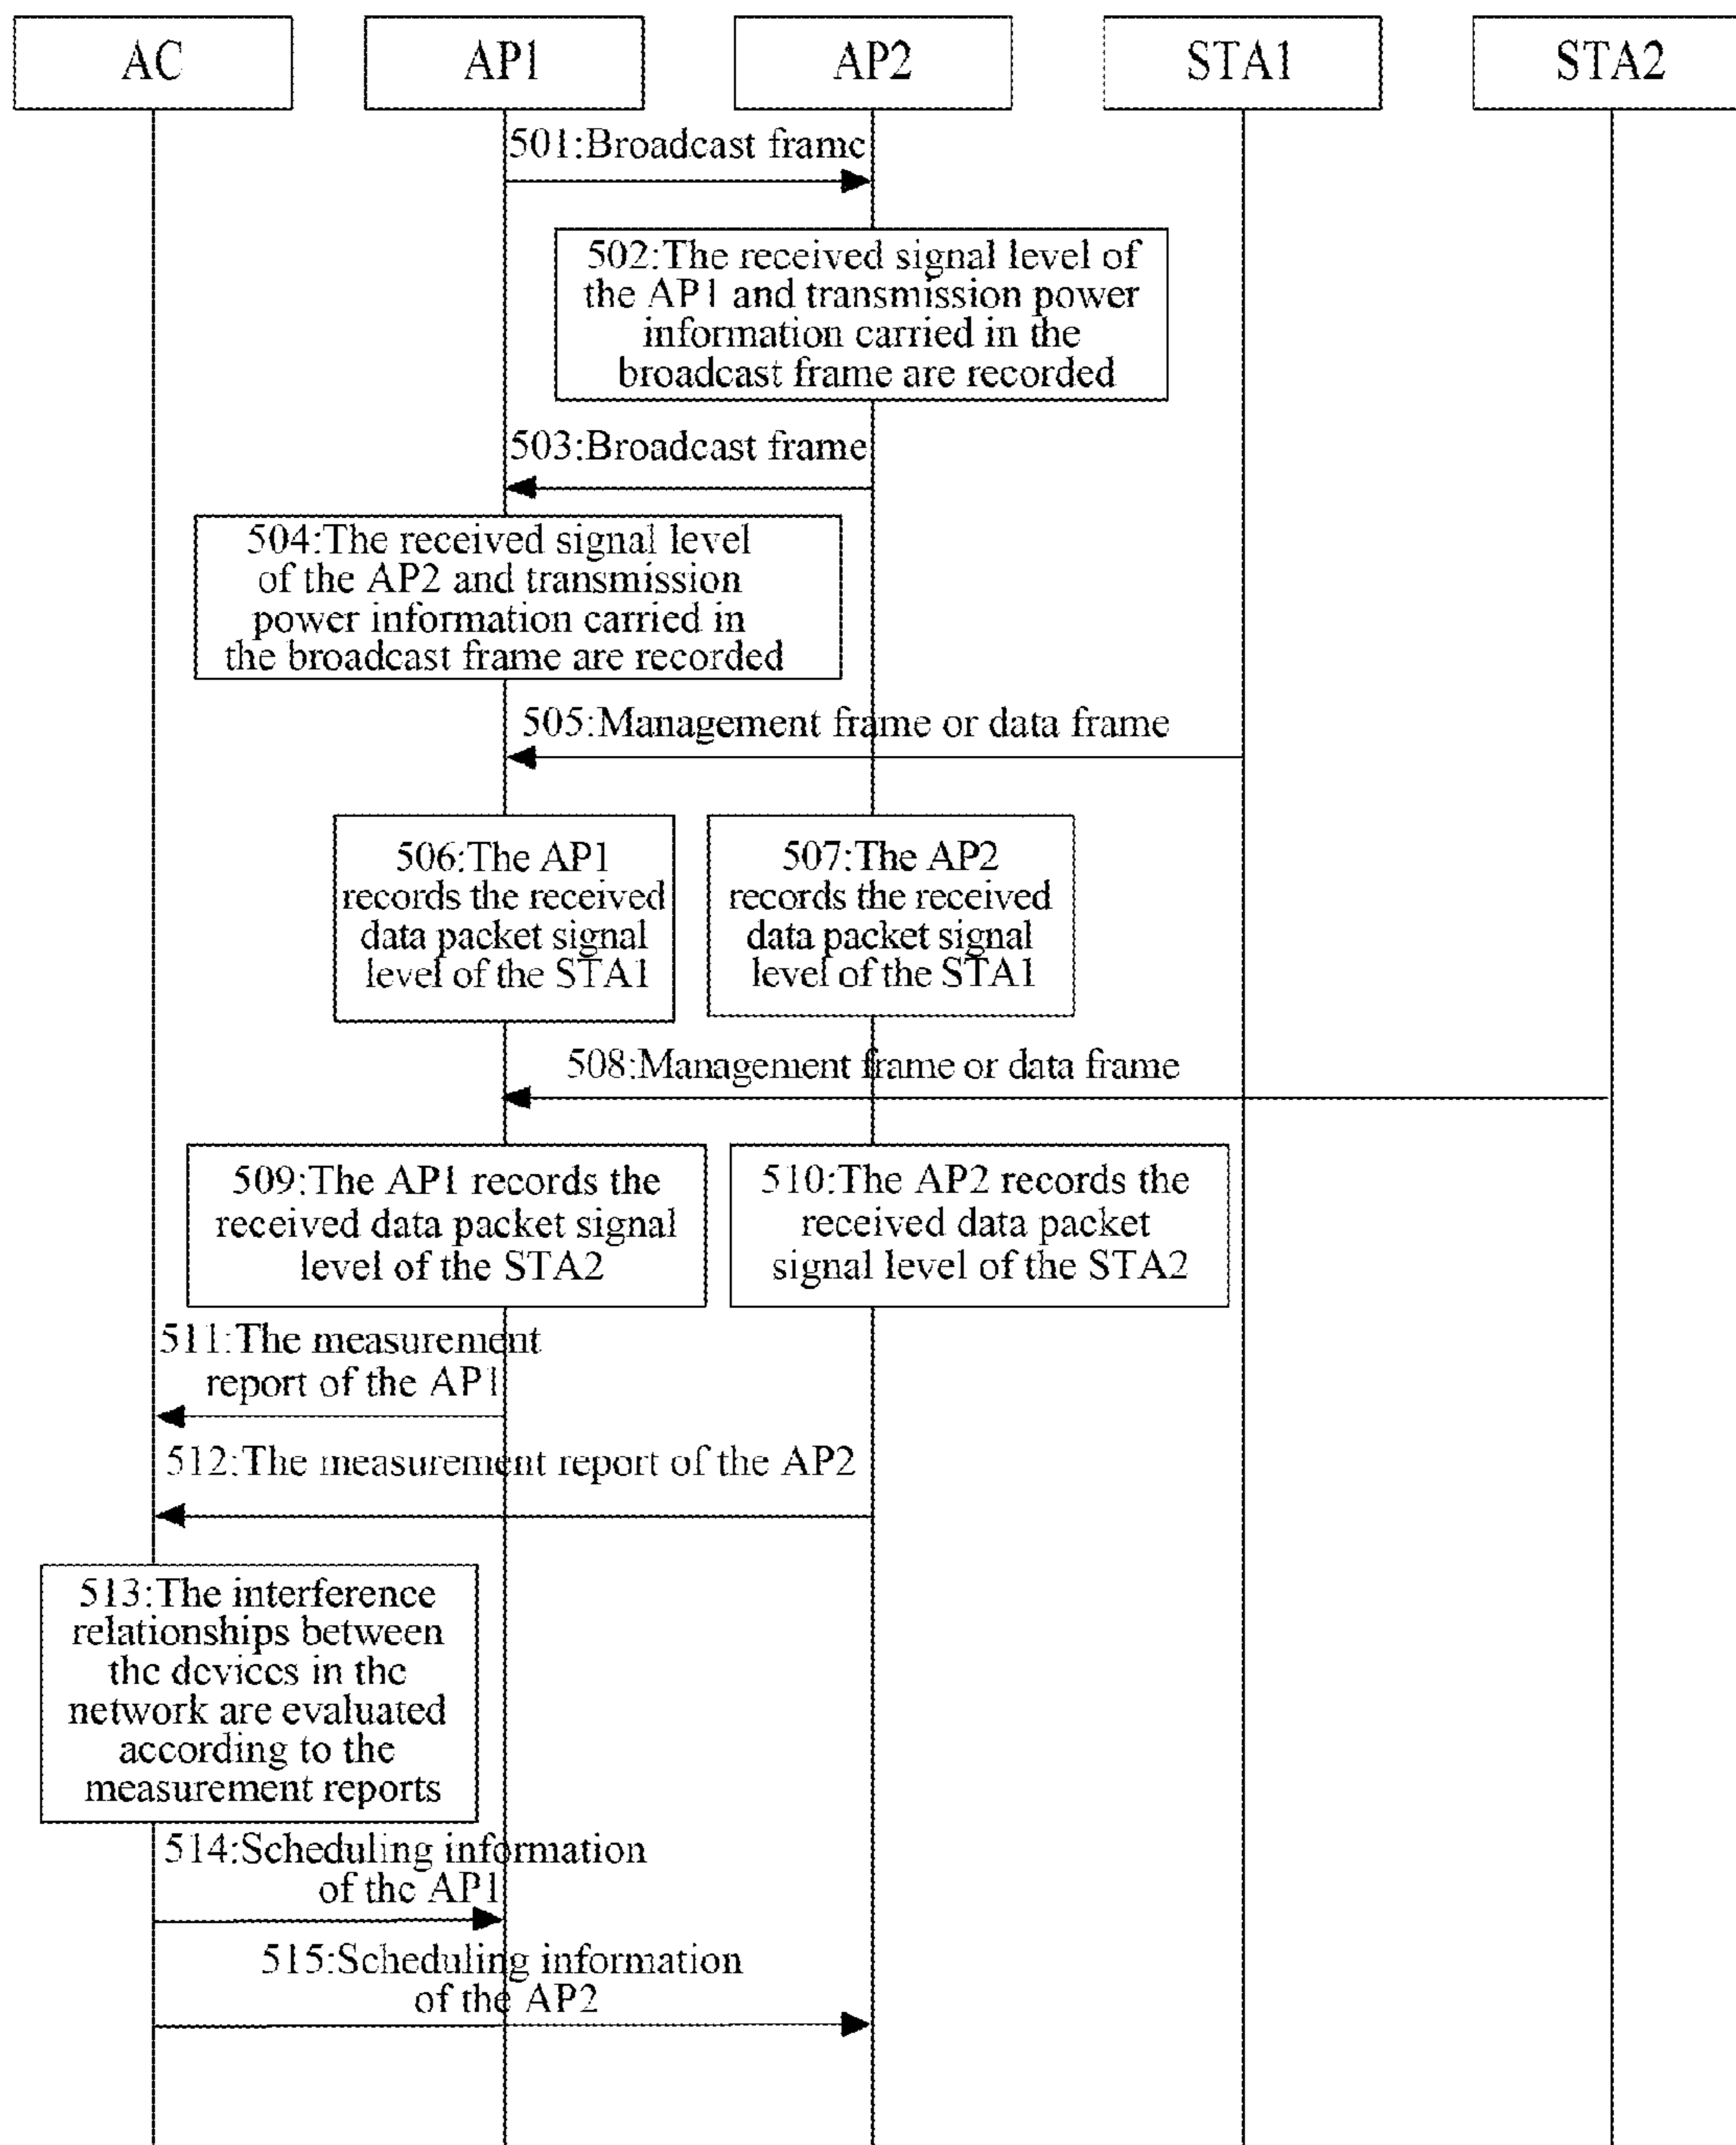 AC
AP1
AP2
STA1
STA2
501:Broadcast frame
502:The received signal level of
the AP1 and transmission power
information carried in the
broadcast frame are recorded
503:Broadcast frame
504:The received signal level
of the AP2 and transmission
power information carried in
the broadcast frame are recorded
505:Management frame or data frame
506:The AP1
records the received
data packet signal
level of the STA1
507:The AP2
records the received
data packet signal
level of the STA1
508:Management frame or data frame
509:The AP1 records the
received data packet signal
level of the STA2
510:The AP2 records the
received data packet
signal level of the STA2
511:The measurement
report of the AP1
512:The measurement report of the AP2
513:The interference
relationships between
the devices in the
network are evaluated
according to the
measurement reports
514:Scheduling information
of the AP1
515:Scheduling information
of the AP2